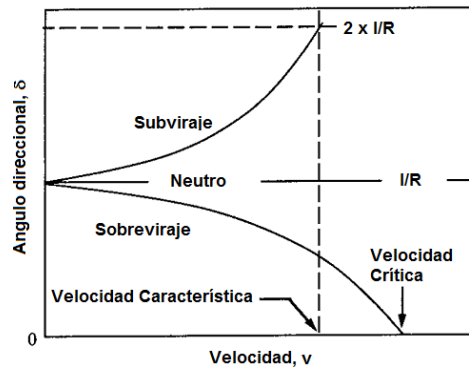 2 x I/R
Subviraje
Angulo direccional, δ
Neutro
I/R
Sobreviraje
Velocidad
Crítica
Velocidad Característica
0
Velocidad, v